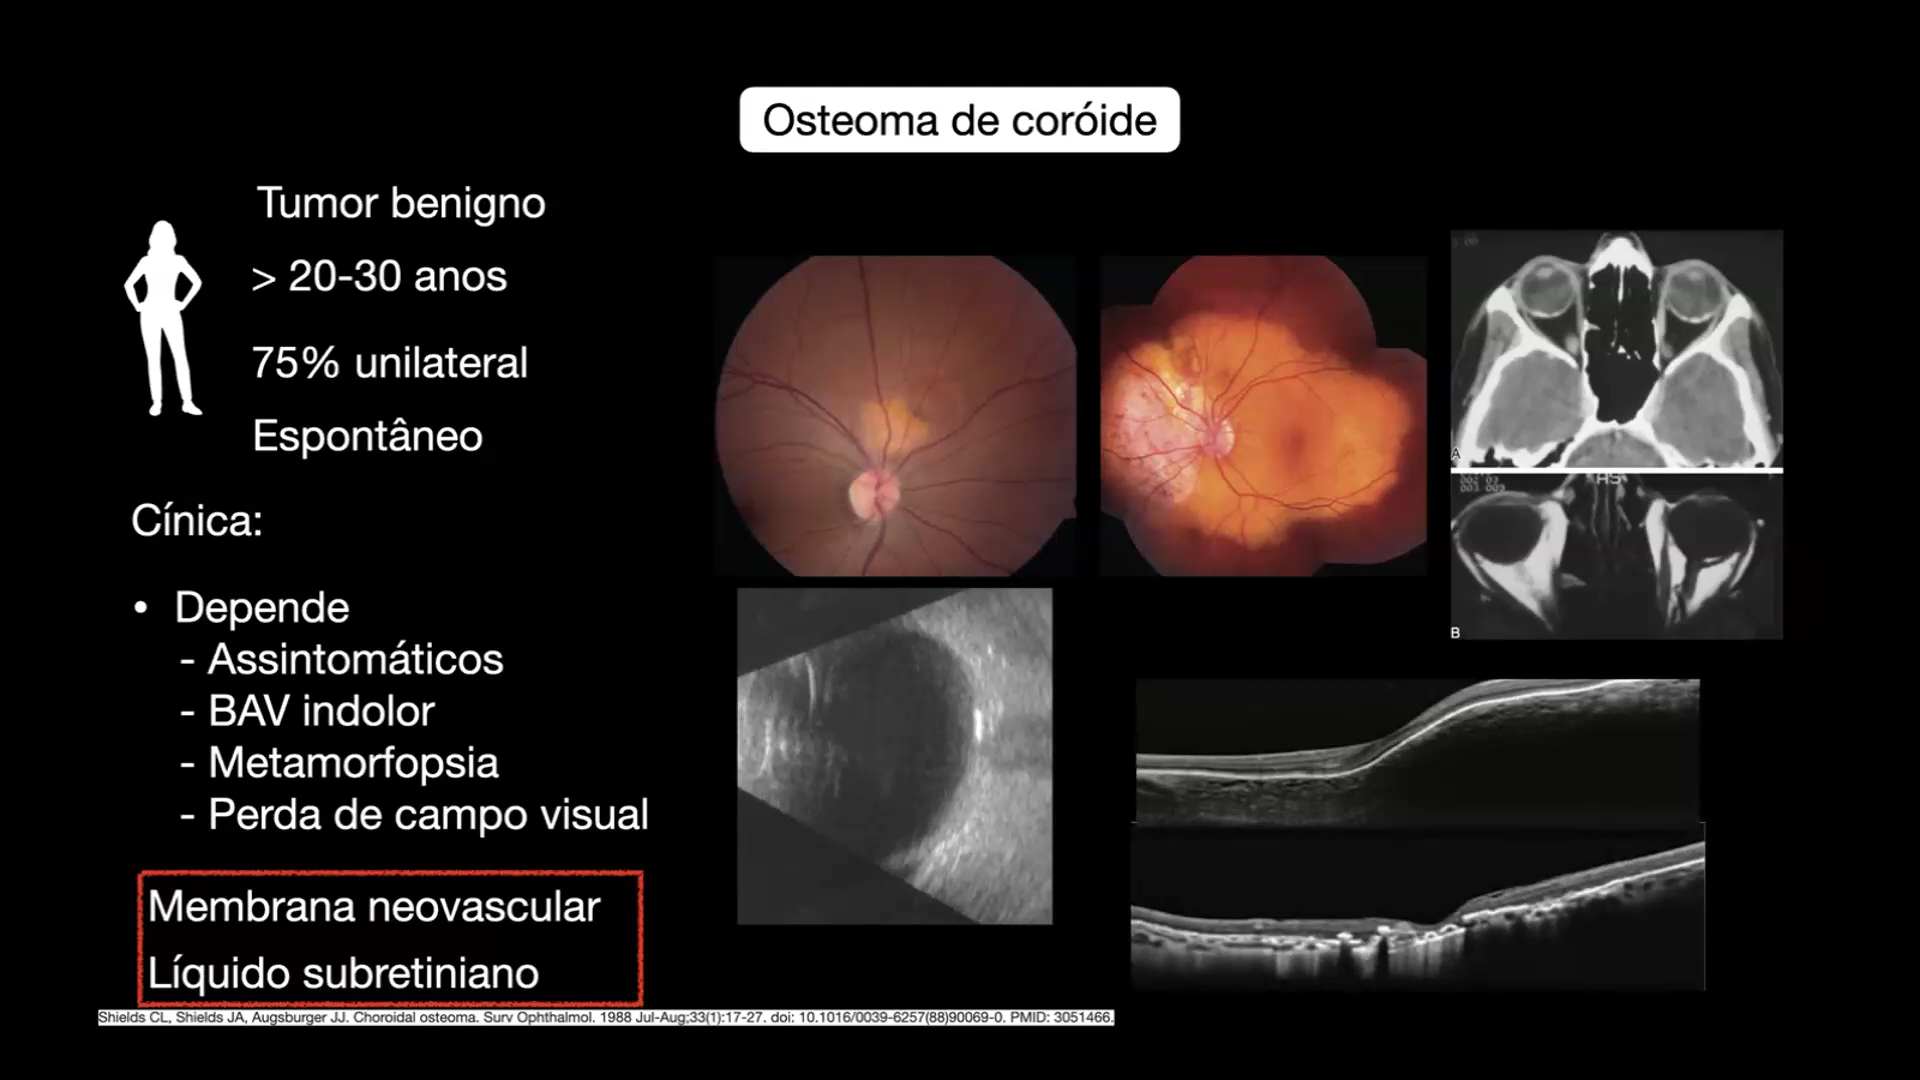 Osteoma de coróide
Tumor benigno
> 20-30 anos
75% unilateral
Espontâneo
Cínica:
• Depende
- Assintomáticos
- BAV indolor
- Metamorfopsia
- Perda de campo visual
Membrana neovascular
Líquido subretiniano
A
B
Shields CL, Shields JA, Augsburger JJ. Choroidal osteoma. Surv Ophthalmol. 1988 Jul-Aug;33(1):17-27. doi: 10.1016/0039-6257(88)90069-0. PMID: 3051466.